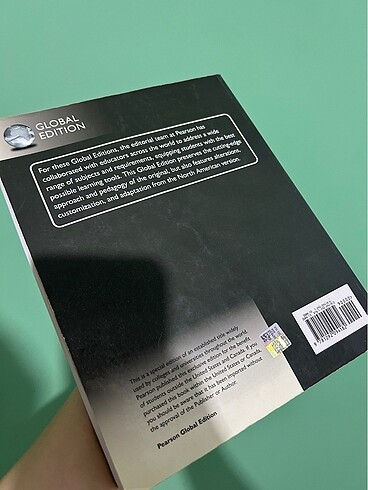 GLOBAL
EDITION
For these Global Editions, the editorial team at Pearson has
collaborated with educators across the world to address a wide
range of subjects and requirements, equipping students with the best
possible learning tools. This Global Edition preserves the cutting-edge
approach and pedagogy of the original, but also features alterations,
customization, and adaptation from the North American version.
This is a special edition of an established title widely
used by colleges and universities throughout the world.
Pearson published this exclusive edition for the benefit
of students outside the United States and Canada. If you
purchased this book within the United States or Canada,
you should be aware that it has been imported without
the approval of the Publisher or Author.
Pearson Global Edition